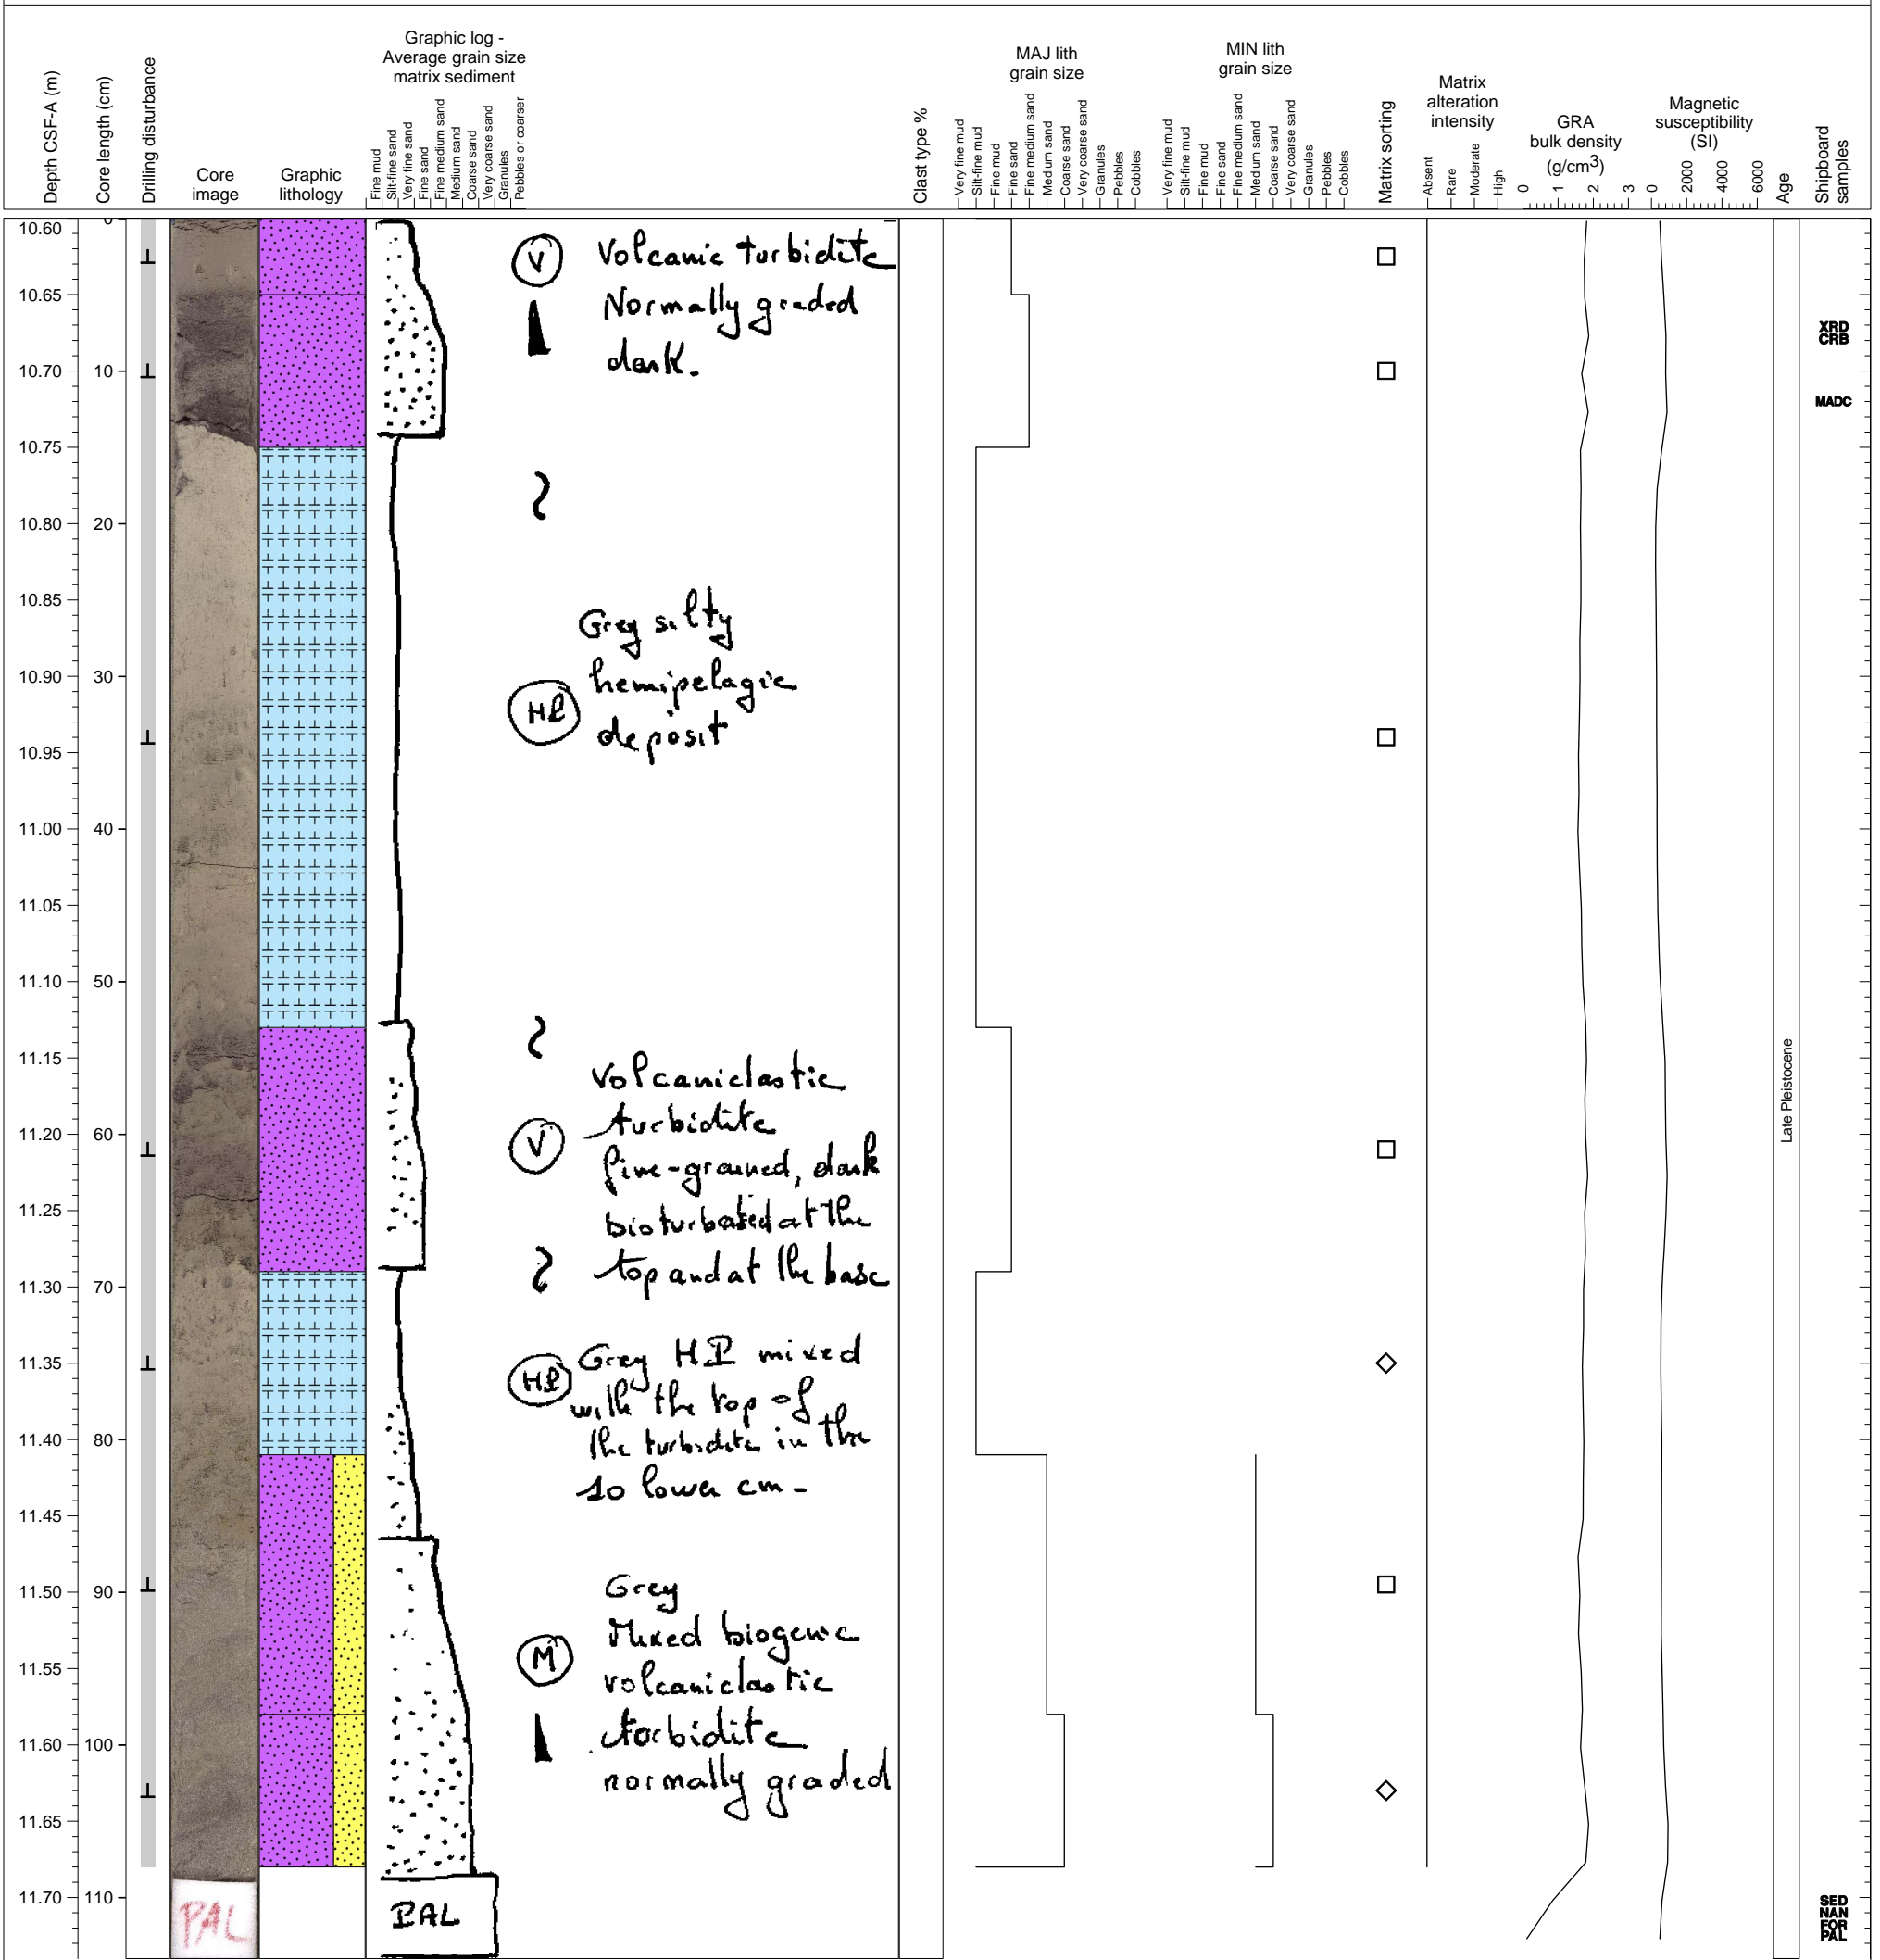 Depth CSF-A (m)
Core length (cm)
Drilling disturbance
Core
image
Graphic
lithology
Graphic log -
Average grain size
matrix sediment
Fine mud
Silt-fine sand
Very fine sand
Fine sand
Fine medium sand
Medium sand
Coarse sand
Very coarse sand
Granules
Pebbles or coarser
Clast type %
MAJ lith
grain size
Very fine mud
Silt-fine mud
Fine mud
Fine sand
Fine medium sand
Medium sand
Coarse sand
Very coarse sand
Granules
Pebbles
Cobbles
MIN lith
grain size
Very fine mud
Silt-fine mud
Fine mud
Fine sand
Fine medium sand
Medium sand
Coarse sand
Very coarse sand
Granules
Pebbles
Cobbles
Matrix sorting
Matrix
alteration
intensity
Absent
Rare
Moderate
High
GRA
bulk density
(g/cm3)
0 1 2 3
Magnetic
susceptibility
(SI)
0 2000 4000 6000
Age
Shipboard
samples
10.60
10.65
10.70
10.75
10.80
10.85
10.90
10.95
11.00
11.05
11.10
11.15
11.20
11.25
11.30
11.35
11.40
11.45
11.50
11.55
11.60
11.65
11.70
0
10
20
30
40
50
60
70
80
90
100
110
PAL
V Volcanic turbidite
Normally graded
dark.
Grey silty
hemipelagic
HP deposit
Volcaniclastic
V turbidite
fine-grained, dark
bioturbated at the
top and at the base
HP Grey HP mixed
with the top of
the turbidite in the
10 lower cm -
Grey
Mixed biogenic
M volcaniclastic
turbidite
normally graded
PAL
Late Pleistocene
XRD
CRB
MADC
SED
NAN
FOR
PAL